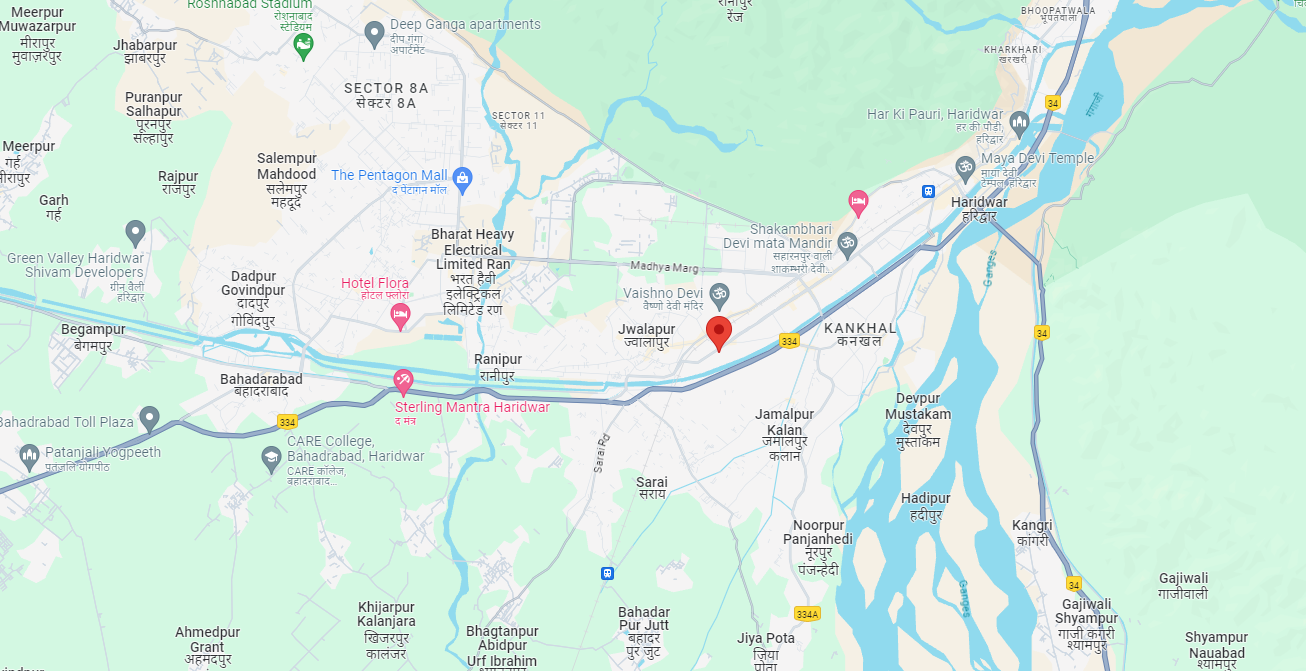 Meerpur
Muwazarpur
मीरापुर
मुवाज़रपुर
Roshnabad Stadium
रोशनाबाद
स्टेडियम
Deep Ganga apartments
दीप गंगा
अपार्टमेंट
रामीपुर
रेंज
BHOOPATWALA
भूपतवाला
Jhabarpur
झाबरपुर
KHARKHARI
खरखरी
SECTOR 8A
सेक्टर 8A
Puranpur
Salhapur
पूरनपुर
सल्हापुर
SECTOR 11
सेक्टर 11
34
गंगाजी
Har Ki Pauri, Haridwar
हर की पौड़ी,
हरिद्वार
Meerpur
गर्ह
मीरापुर
Salempur
Mahdood
सलेमपुर
महदूद
Rajpur
राजपुर
The Pentagon Mall
द पेंटागन मॉल
Maya Devi Temple
माया देवी
टेम्पल, हरिद्वार
Garh
गर्ह
Haridwar
हरिद्वार
Bharat Heavy
Electrical
Limited Ran
भारत हैवी
इलेक्ट्रिकल
लिमिटेड रण
Shakambhari
Devi mata Mandir
सहारनपुर वाली
शाकम्भरी देवी...
Green Valley Haridwar
Shivam Developers
ग्रीन वैली
हरिद्वार
Madhya Marg
Ganges
Dadpur
Govindpur
दादपुर
गोविंदपुर
Hotel Flora
होटल फ्लोरा
Vaishno Devi
वैष्णो देवी मंदिर
Begampur
बेगमपुर
Jwalapur
ज्वालापुर
334
KANKHAL
कनखल
34
Ranipur
रानीपुर
Bahadarabad
बहादराबाद
Sterling Mantra Haridwar
द मंत्र
Bahadrabad Toll Plaza
334
Jamalpur
Kalan
जमालपुर
कलान
Devpur
Mustakam
देवपुर
मुस्ताकम
CARE College,
Bahadrabad, Haridwar
CARE कॉलेज,
बहादराबाद...
Patanjali Yogpeeth
पतंजलि योगपीठ
Sarai Rd
Sarai
सराय
Hadipur
हदीपुर
Noorpur
Panjanhedi
नूरपुर
पंजन्हेदी
Kangri
कांगरी
Gajiwali
गाजीवाली
34
Ganges
Khijarpur
Kalanjara
खिजरपुर
कालंजर
Bahadar
Pur Jutt
बहादर
पुर जुट
334A
Gajiwali
Shyampur
गाजी कगरी
श्यामपुर
Ahmedpur
Grant
अहमदपुर
Bhagtanpur
Abidpur
Urf Ibrahim
Jiya Pota
जिया
पोता
Shyampur
Nauabad
श्यामपुर